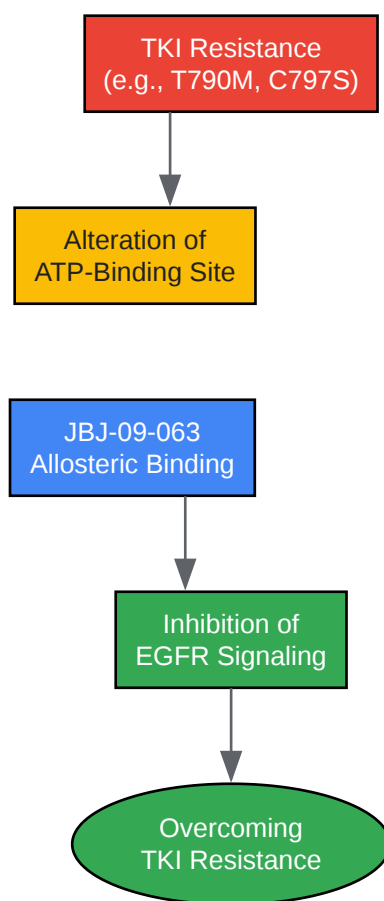 TKI Resistance
(e.g., T790M, C797S)
Alteration of
ATP-Binding Site
JBJ-09-063
Allosteric Binding
Inhibition of
EGFR Signaling
Overcoming
TKI Resistance